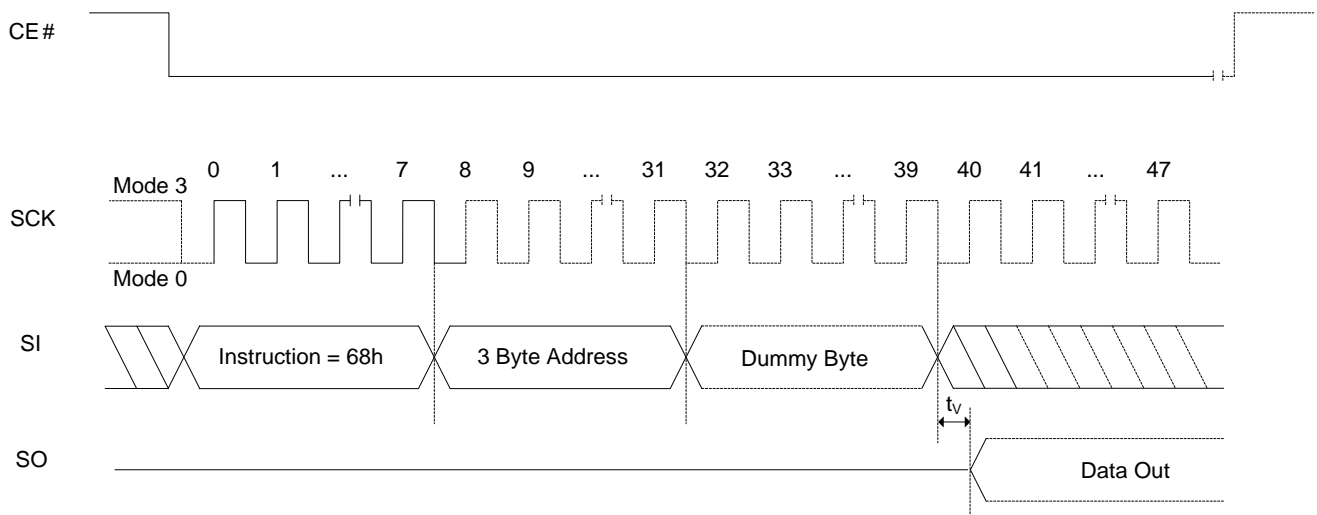 CE#
0 1 ... 7 8 9 ... 31 32 33 ... 39 40 41 ... 47
Mode 3
SCK
Mode 0
SI
Instruction = 68h
3 Byte Address
Dummy Byte
tV
SO
Data Out